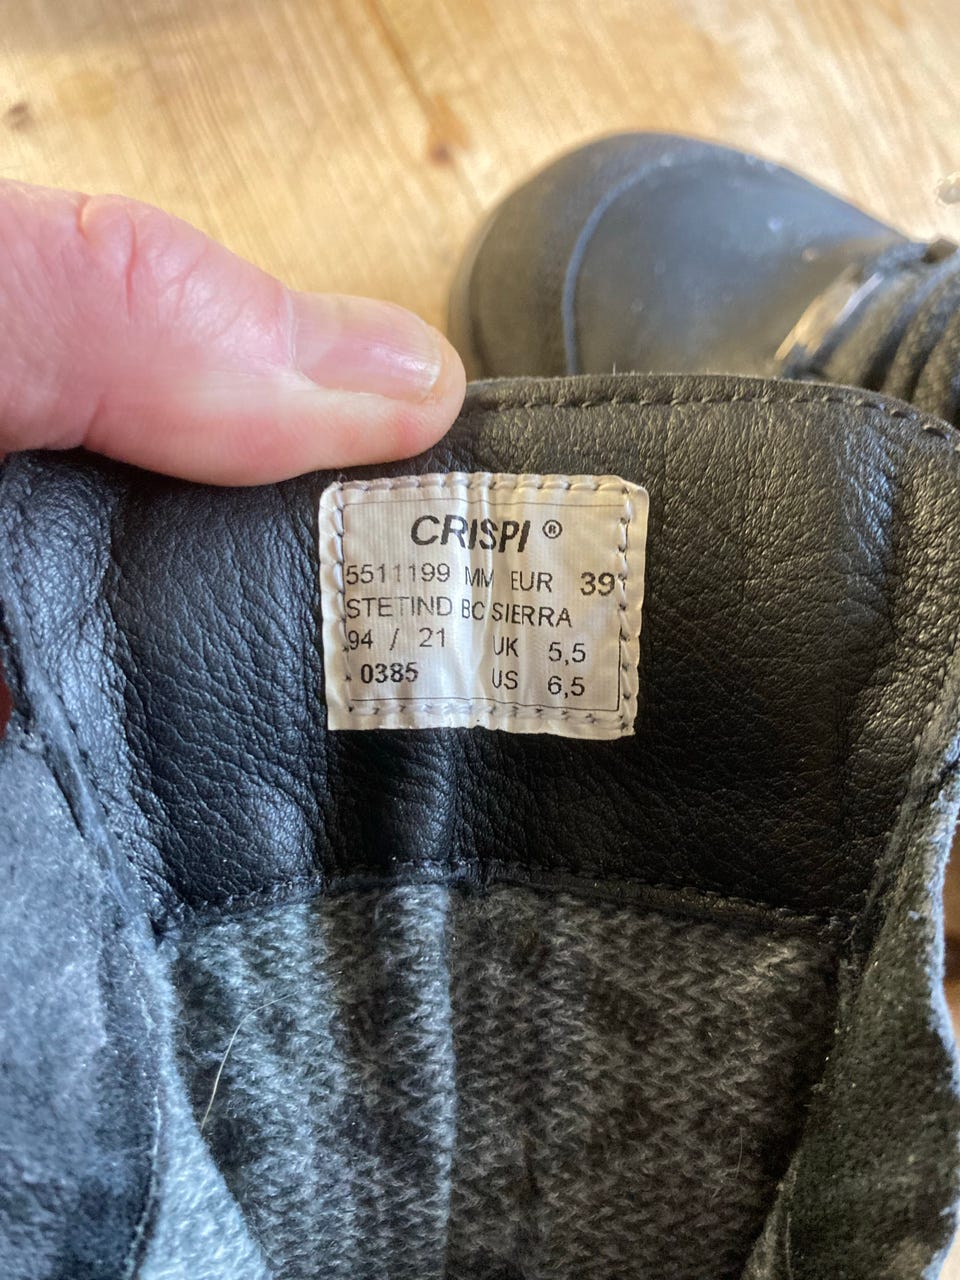 CRISPI ®
5511199 MM EUR 39
STETIND BC SIERRA
94 / 21 UK 5,5
0385 US 6,5